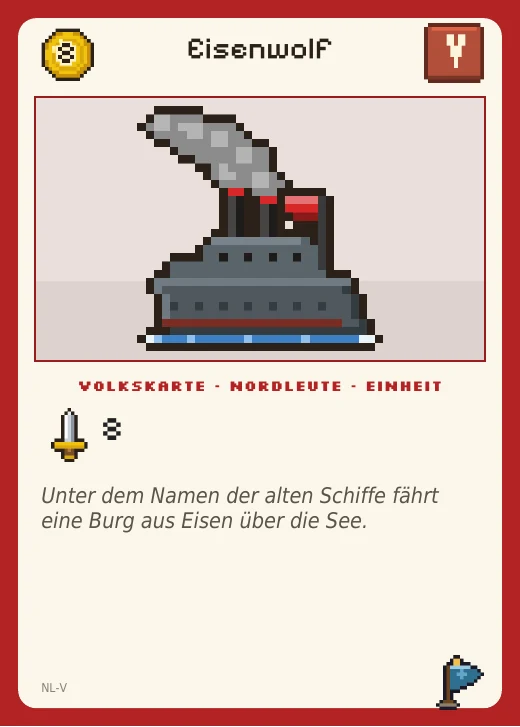 8
Eisenwolf
VOLKSKARTE - NORDLEUTE - EINHEIT
8
Unter dem Namen der alten Schiffe fährt
eine Burg aus Eisen über die See.
NL-V